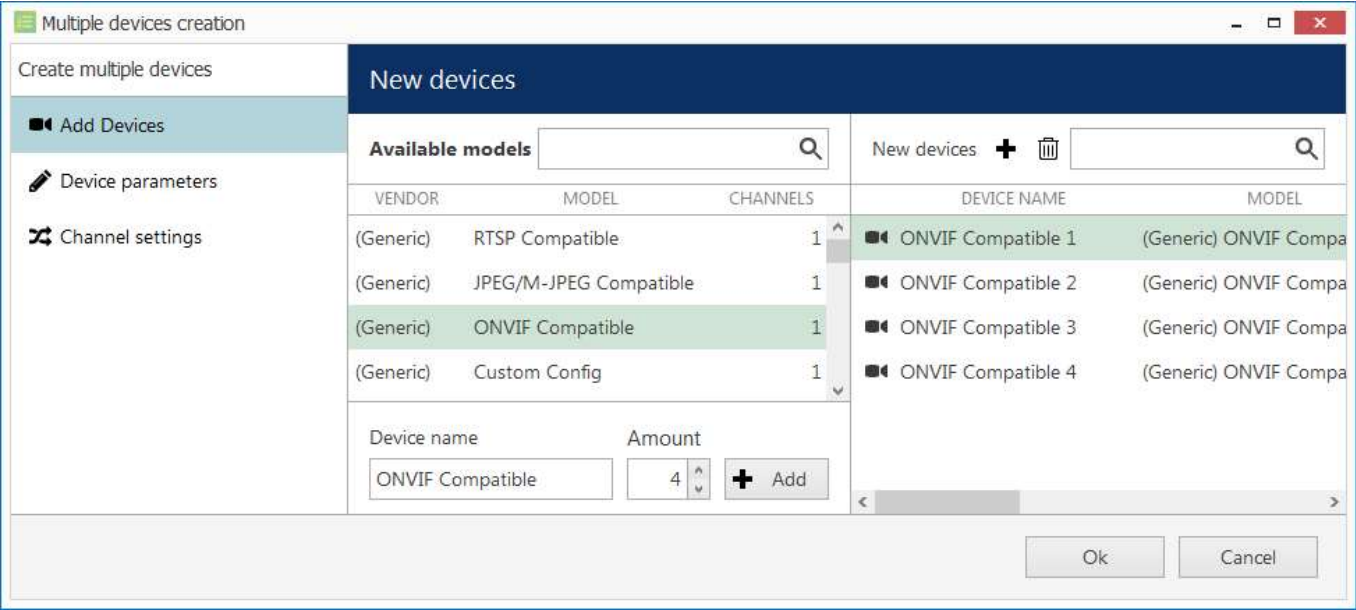 Multiple devices creation
Create multiple devices
New devices
Add Devices
Device parameters
Channel settings
Available models
VENDOR MODEL CHANNELS
(Generic) RTSP Compatible 1
(Generic) JPEG/M-JPEG Compatible 1
(Generic) ONVIF Compatible 1
(Generic) Custom Config 1
Device name Amount
ONVIF Compatible 4 Add
New devices
DEVICE NAME MODEL
ONVIF Compatible 1 (Generic) ONVIF Compa
ONVIF Compatible 2 (Generic) ONVIF Compa
ONVIF Compatible 3 (Generic) ONVIF Compa
ONVIF Compatible 4 (Generic) ONVIF Compa
Ok Cancel